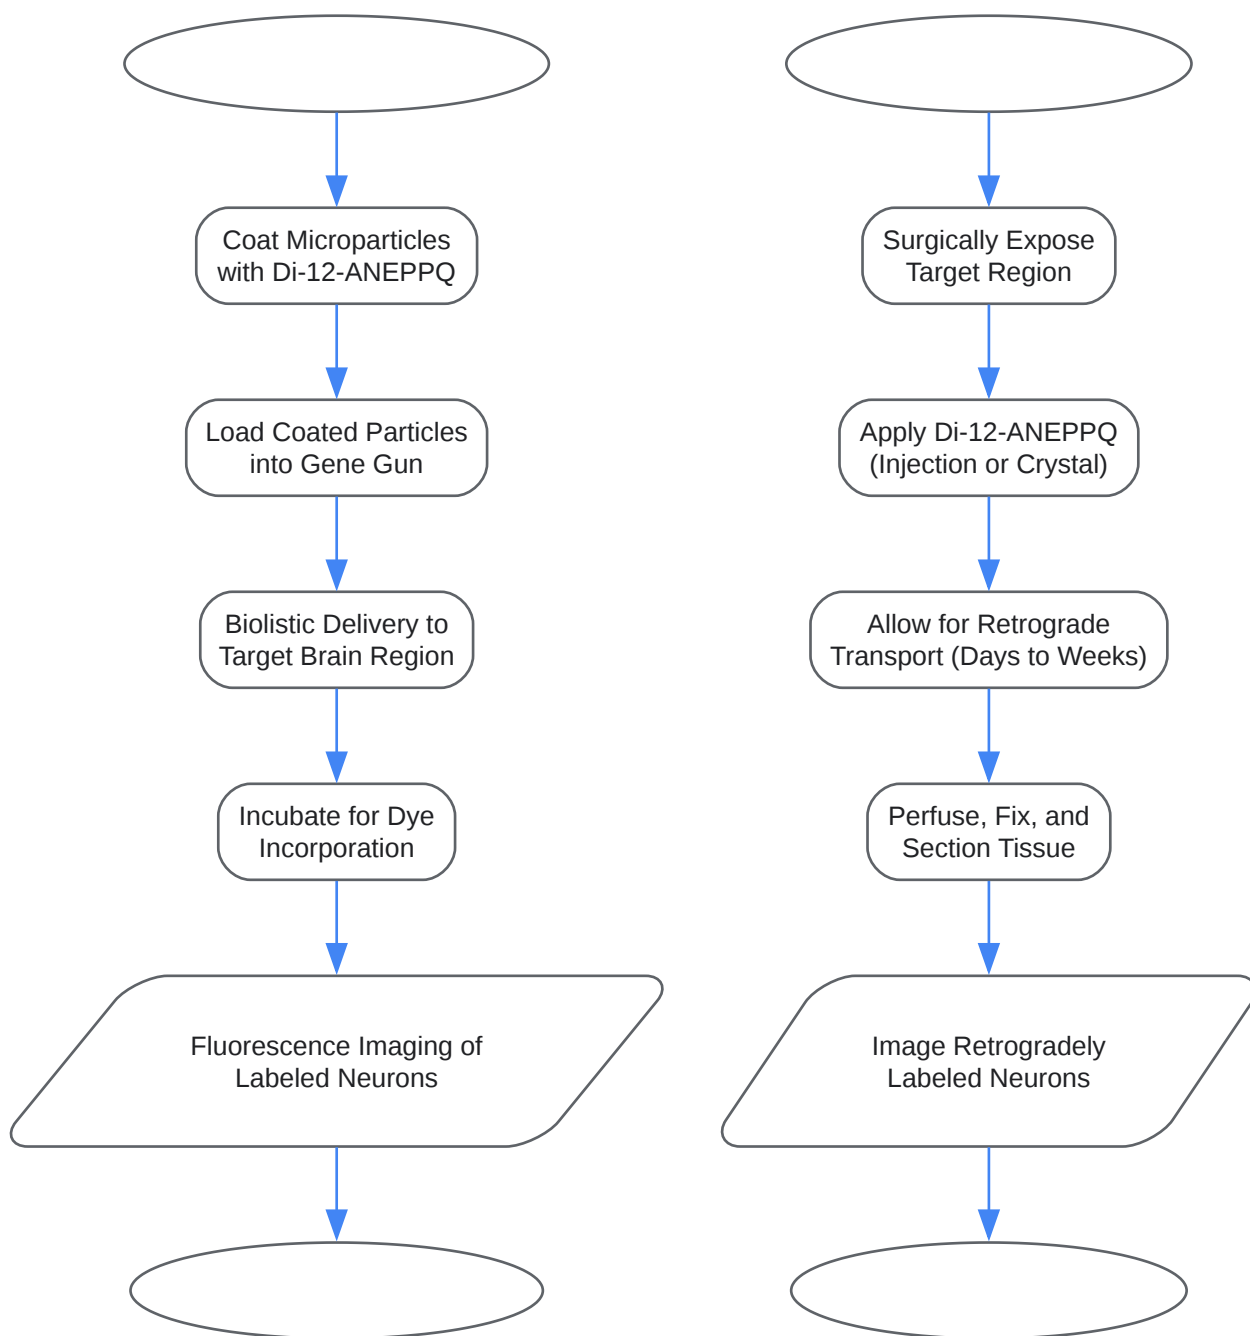 Coat Microparticles
with Di-12-ANEPPQ
Load Coated Particles
into Gene Gun
Biolistic Delivery to
Target Brain Region
Incubate for Dye
Incorporation
Fluorescence Imaging of
Labeled Neurons
Surgically Expose
Target Region
Apply Di-12-ANEPPQ
(Injection or Crystal)
Allow for Retrograde
Transport (Days to Weeks)
Perfuse, Fix, and
Section Tissue
Image Retrogradely
Labeled Neurons